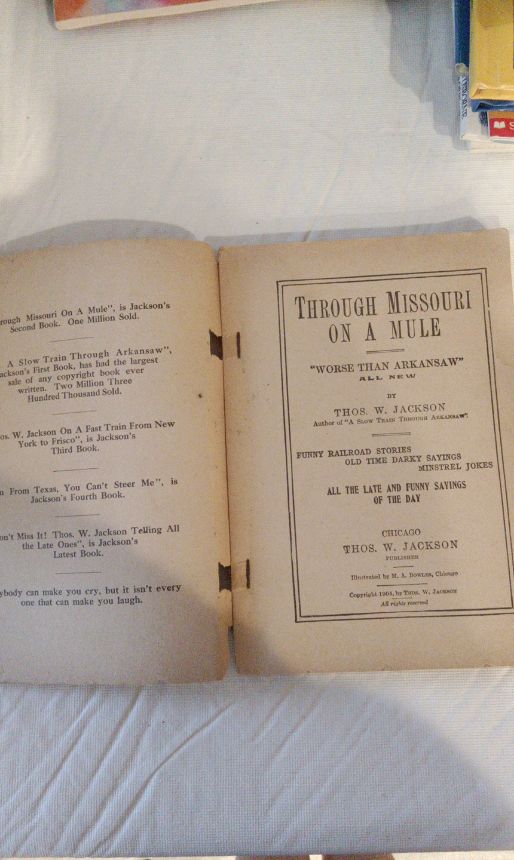 rough Missouri On A Mule", is Jackson's
Second Book. One Million Sold.
A Slow Train Through Arkansaw",
ackson's First Book, has had the largest
sale of any copyright book ever
written. Two Million Three
Hundred Thousand Sold.
os. W. Jackson On A Fast Train From New
York to Frisco", is Jackson's
Third Book.
n From Texas, You Can't Steer Me", is
Jackson's Fourth Book.
on't Miss It! Thos. W. Jackson Telling All
the Late Ones", is Jackson's
Latest Book.
ybody can make you cry, but it isn't every
one that can make you laugh.
THROUGH MISSOURI
ON A MULE
"WORSE THAN ARKANSAW"
ALL NEW
BY
THOS. W. JACKSON
Author of "A SLOW TRAIN THROUGH ARKANSAW".
FUNNY RAILROAD STORIES
OLD TIME DARKY SAYINGS
MINSTREL JOKES
ALL THE LATE AND FUNNY SAYINGS
OF THE DAY
CHICAGO
THOS. W. JACKSON
PUBLISHER
Illustrated by M. A. BOWLES, Chicago
Copyright 1904, by THOS. W. JACKSON
All rights reserved